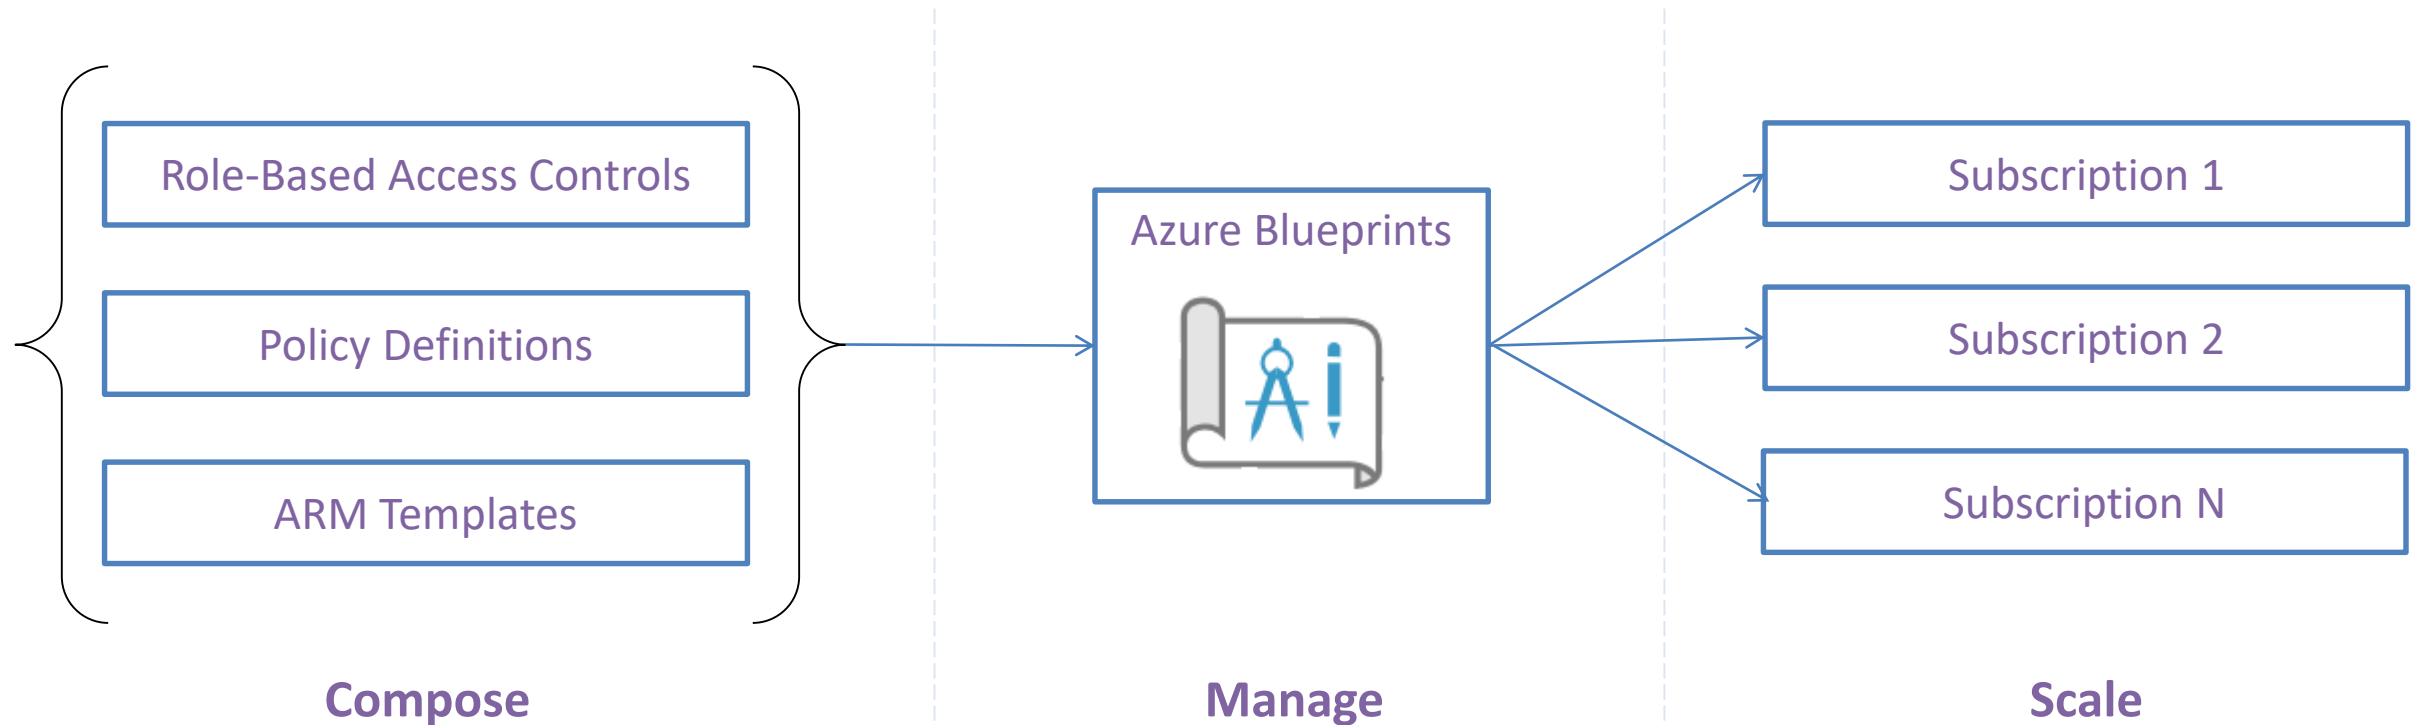 Role-Based Access Controls
Policy Definitions
ARM Templates
Compose
Azure Blueprints
Manage
Subscription 1
Subscription 2
Subscription N
Scale